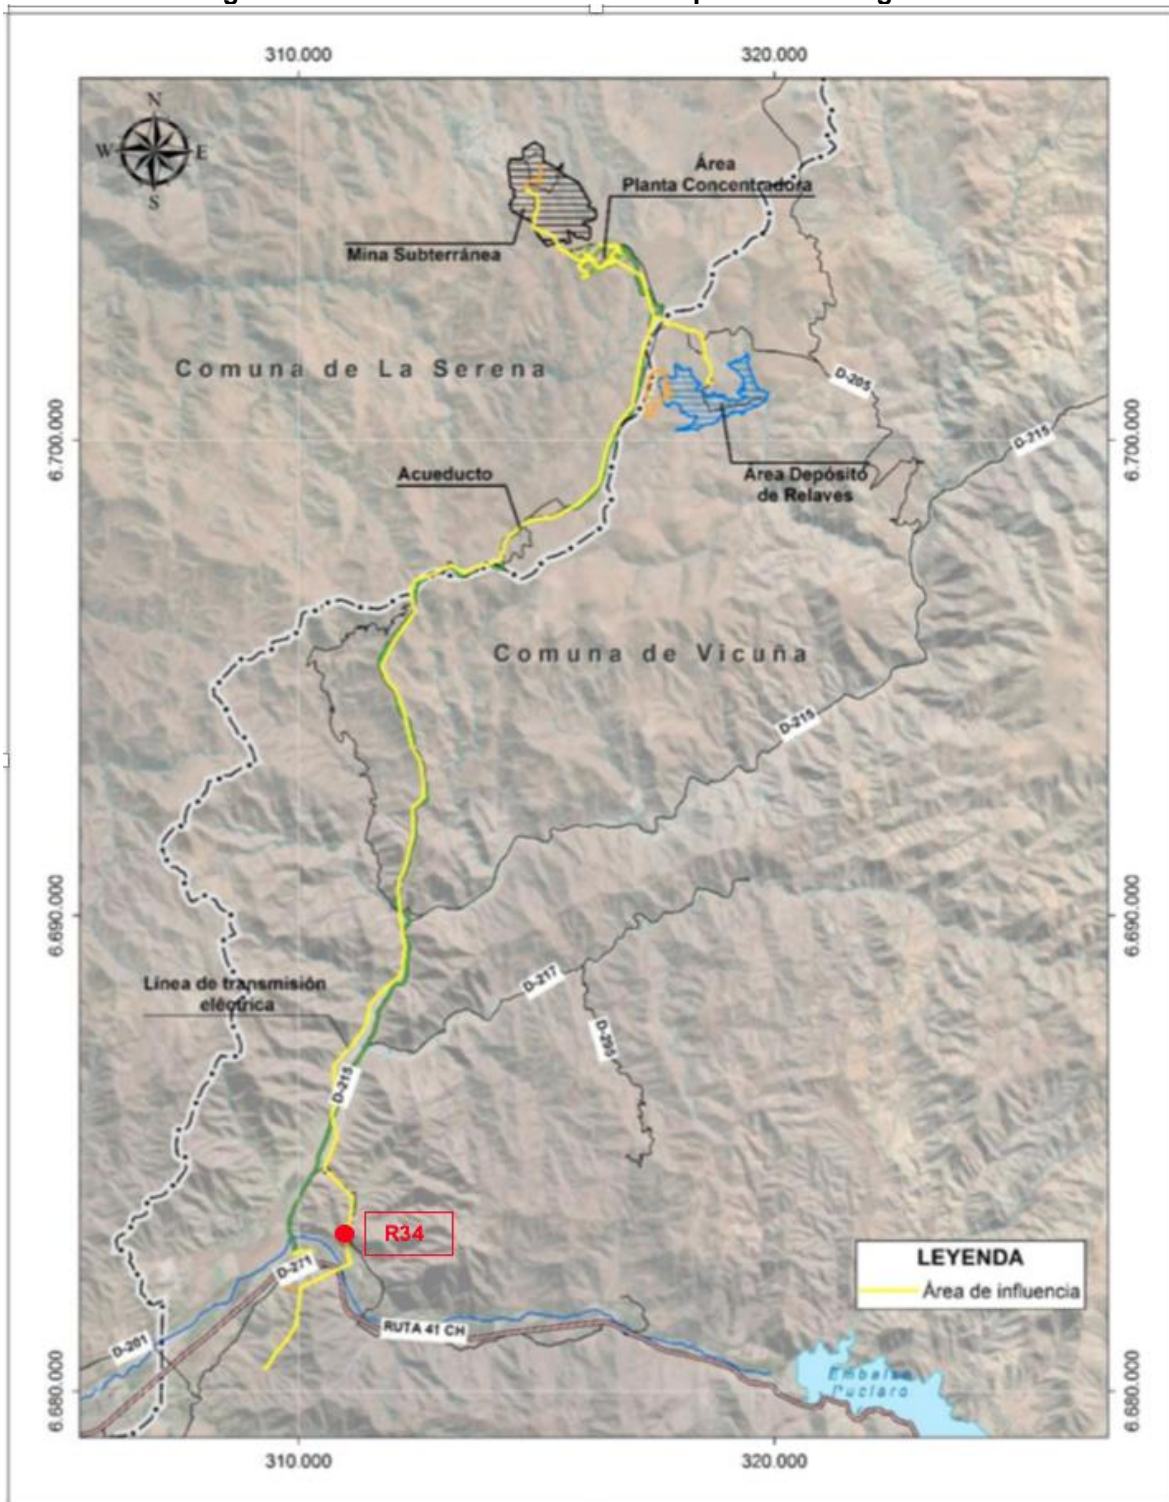 310.000
320.000
N
W
E
S
Área
Planta Concentradora
Mina Subterránea
Comuna de La Serena
D-205
6.700.000
D-215
6.700.000
Acueducto
Área Depósito
de Relaves
Comuna de Vicuña
D-215
6.690.000
6.690.000
Línea de transmisión
eléctrica
D-217
D-295
D-215
R34
D-271
LEYENDA
Área de influencia
RUTA 41 CH
D-201
Embalse
Puclaro
6.680.000
6.680.000
310.000
320.000